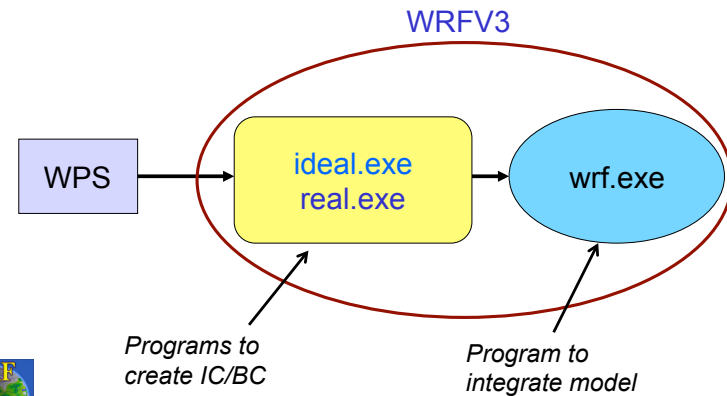 WRFV3
WPS
ideal.exe
real.exe
wrf.exe
Programs to
create IC/BC
Program to
integrate model
F